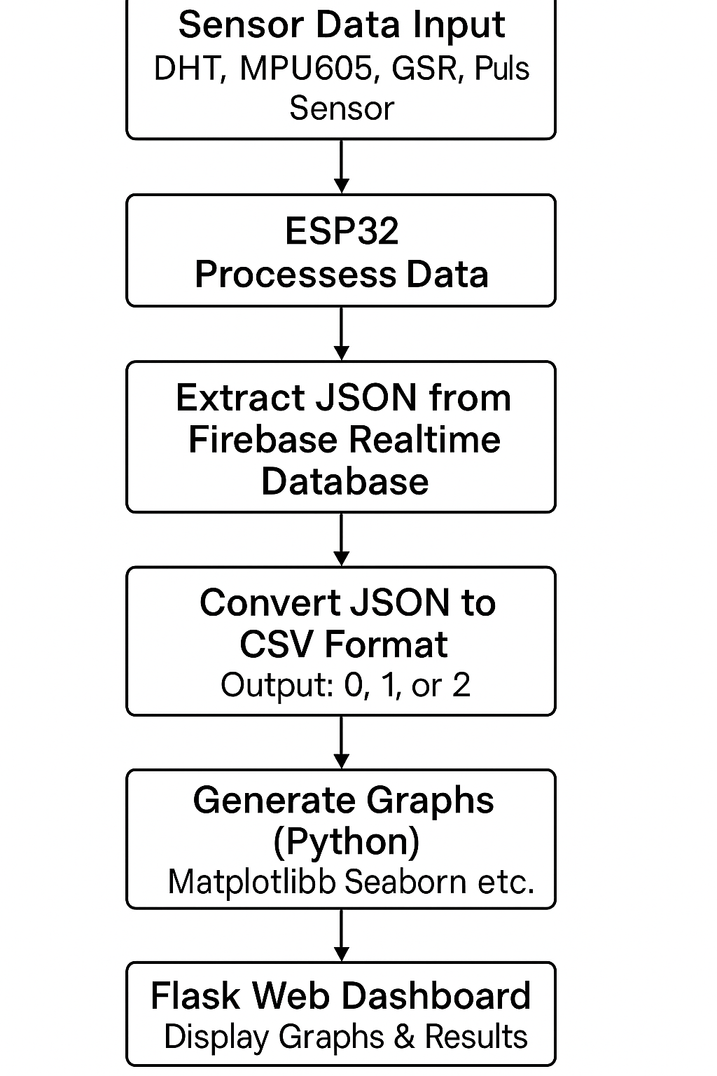 Sensor Data Input
DHT, MPU605, GSR, Puls
Sensor
ESP32
Processess Data
Extract JSON from
Firebase Realtime
Database
Convert JSON to
CSV Format
Output: 0, 1, or 2
Generate Graphs
(Python)
Matplotlibb Seaborn etc.
Flask Web Dashboard
Display Graphs & Results